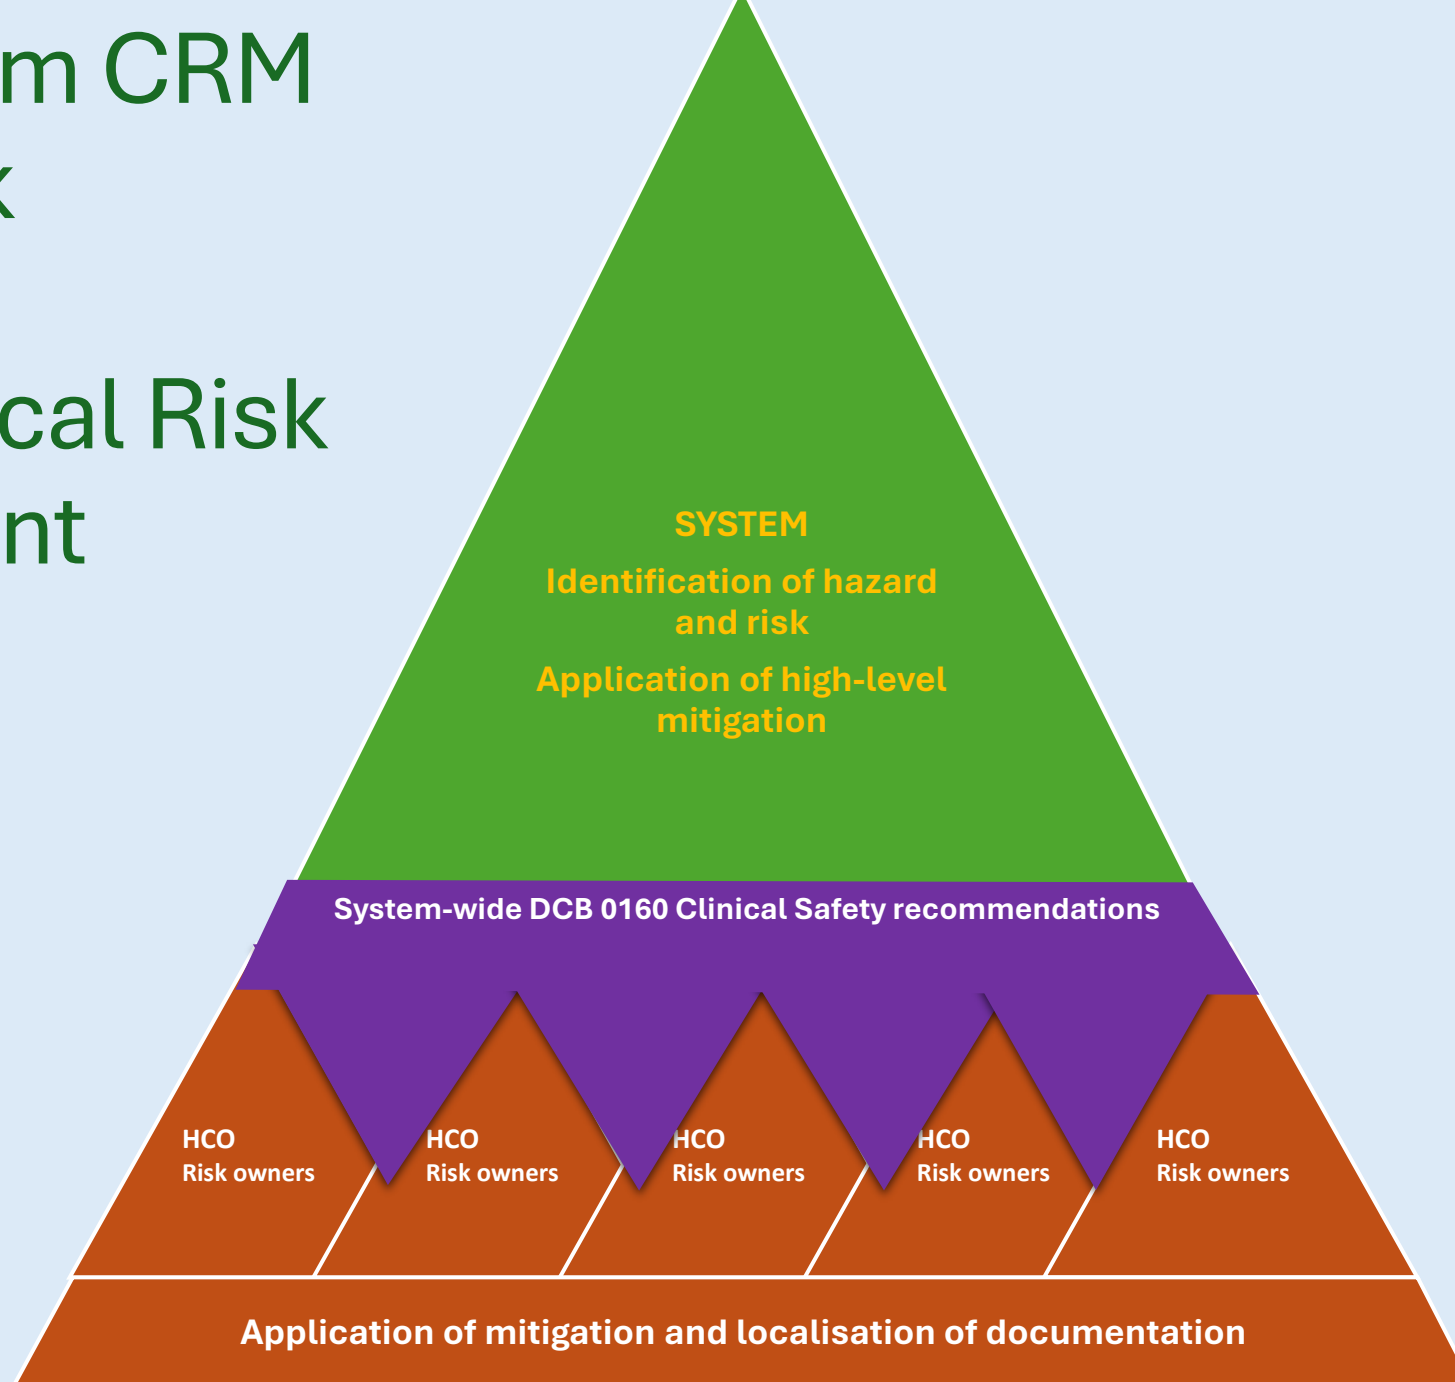 m CRM
k
cal Risk
nt
SYSTEM
Identification of hazard
and risk
Application of high-level
mitigation
System-wide DCB 0160 Clinical Safety recommendations
HCO
Risk owners
HCO
Risk owners
HCO
Risk owners
HCO
Risk owners
HCO
Risk owners
Application of mitigation and localisation of documentation